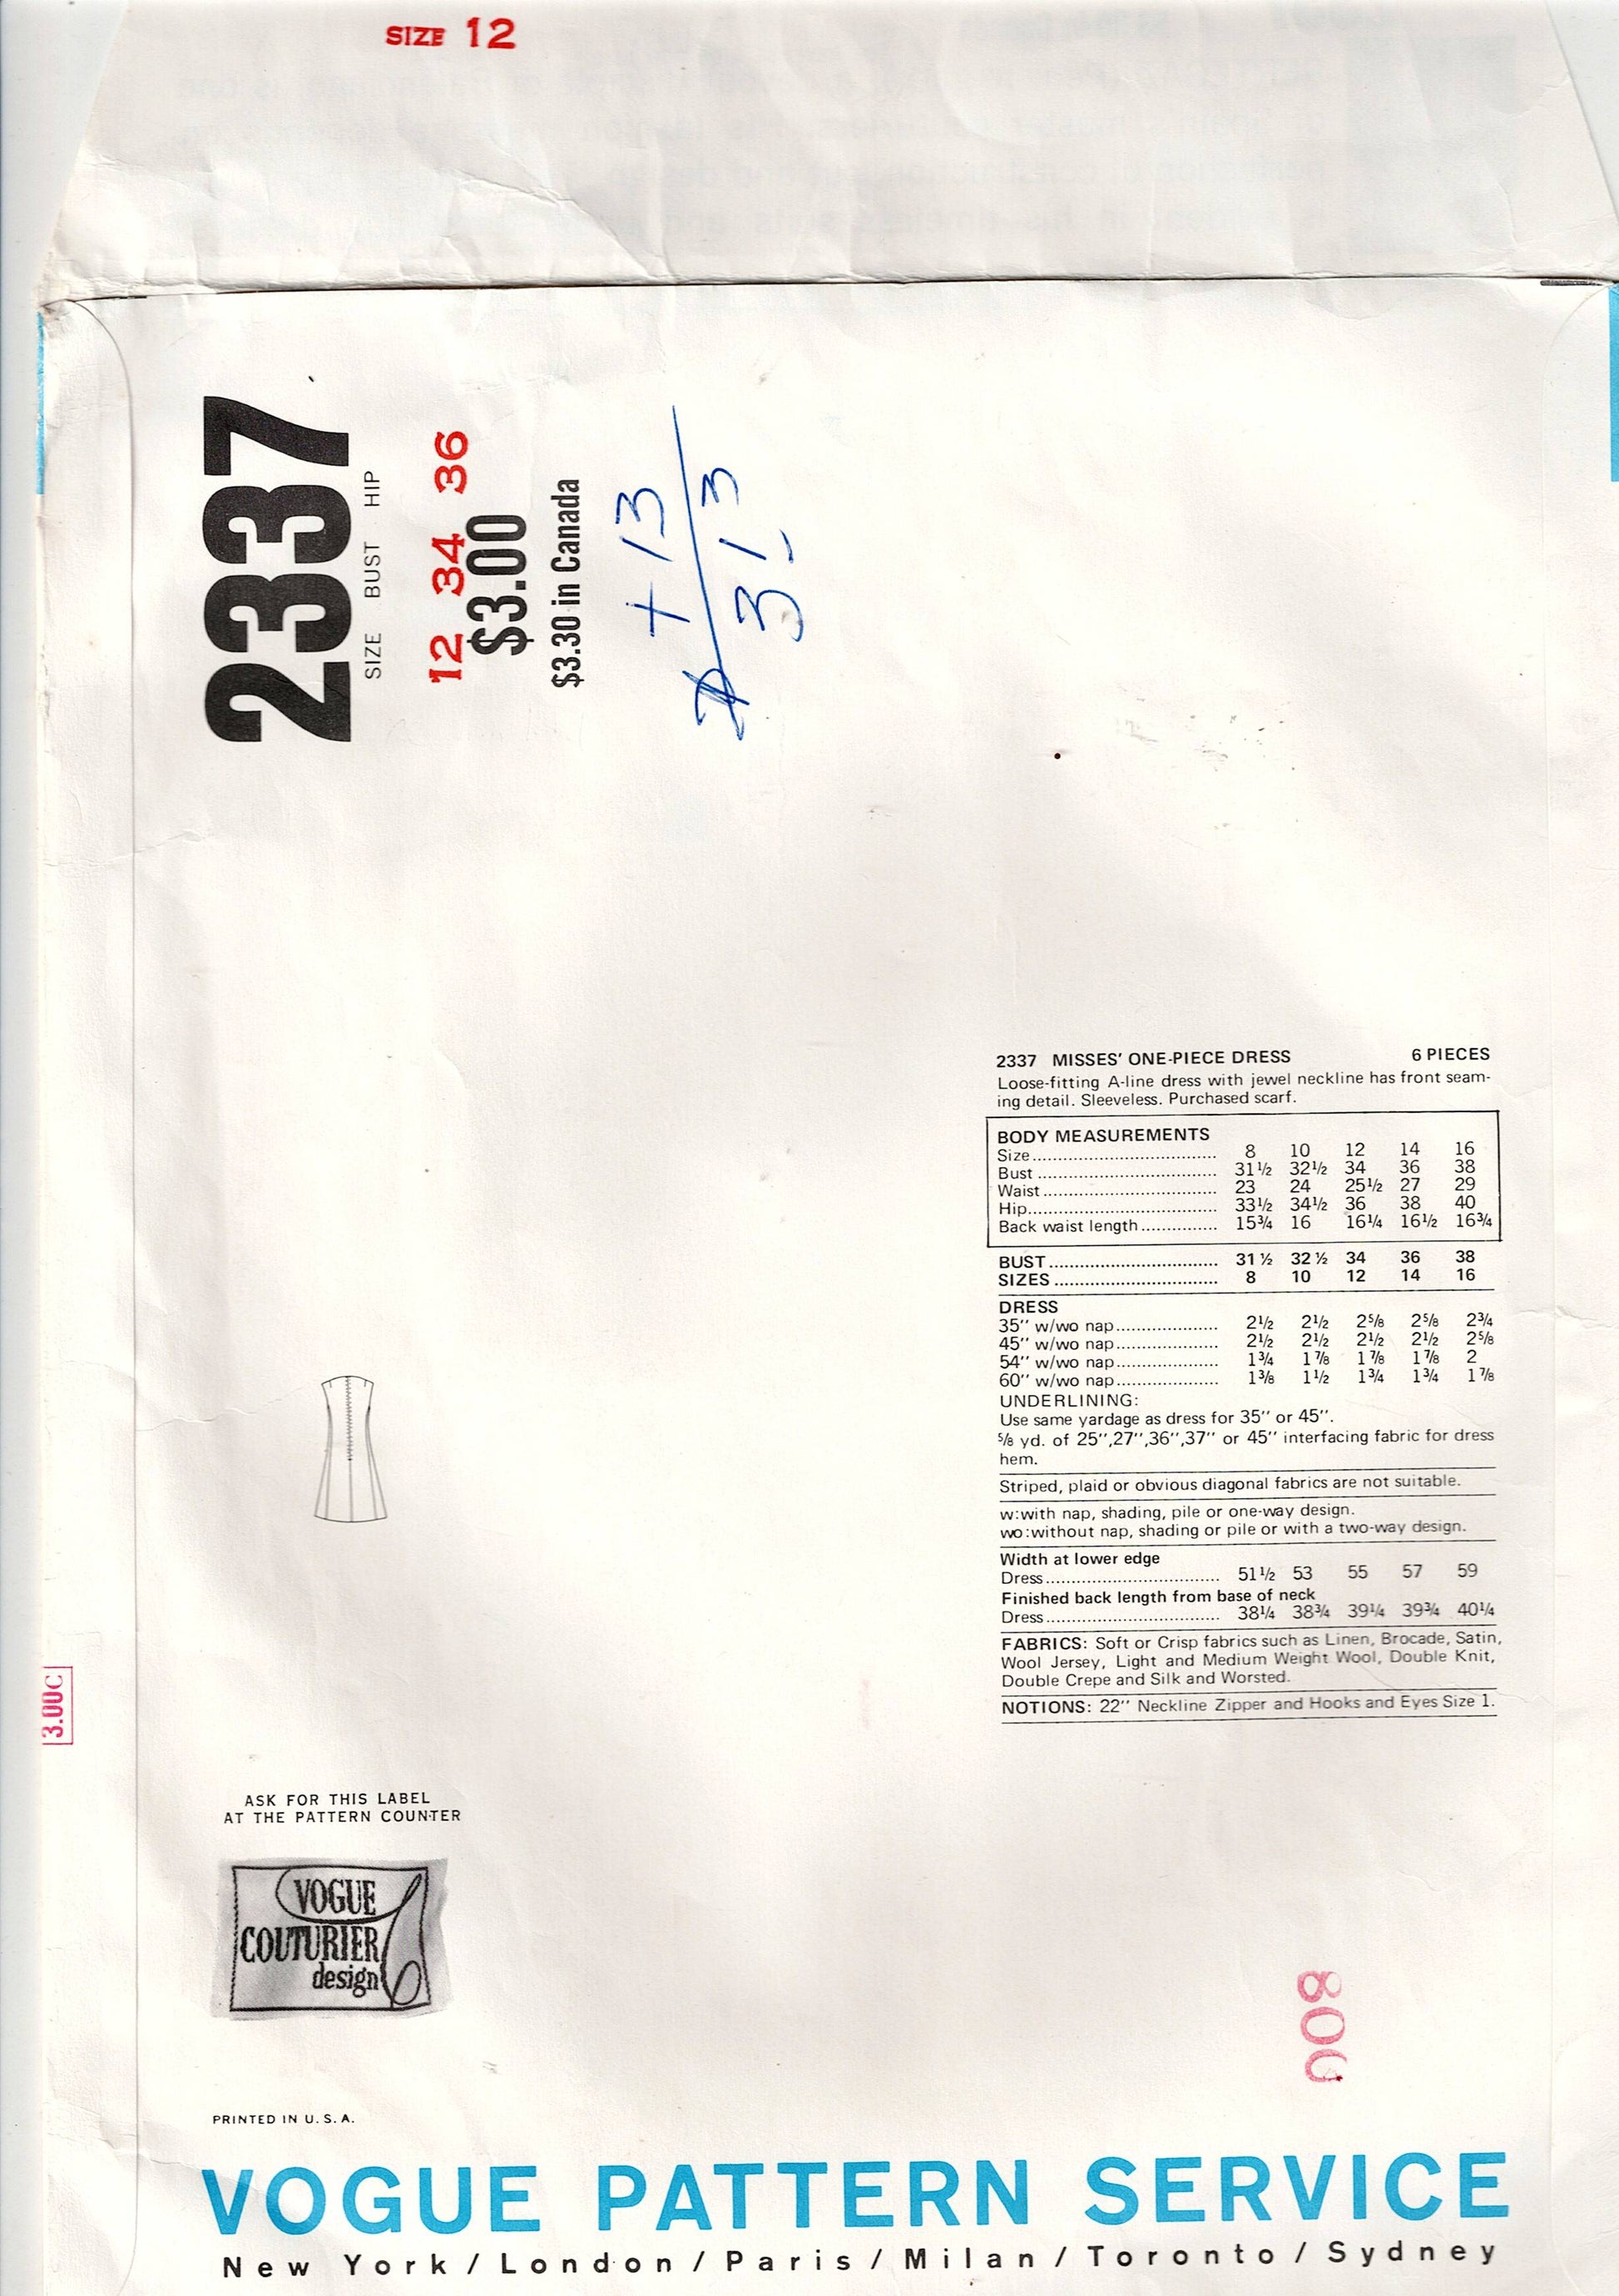 SIZE 12
2337
SIZE BUST HIP
12 34 36
$3.00
$3.30 in Canada
+ 13
3 13
2337 MISSES' ONE-PIECE DRESS 6 PIECES
Loose-fitting A-line dress with jewel neckline has front seam-
ing detail. Sleeveless. Purchased scarf.
BODY MEASUREMENTS
Size 8 10 12 14 16
Bust 31½ 32½ 34 36 38
Waist 23 24 25½ 27 29
Hip 33½ 34½ 36 38 40
Back waist length 15¾ 16 16¼ 16½ 16¾
BUST 31 ½ 32 ½ 34 36 38
SIZES 8 10 12 14 16
DRESS
35'' w/wo nap 2½ 2½ 2⅝ 2⅝ 2¾
45'' w/wo nap 2½ 2½ 2½ 2½ 2⅝
54'' w/wo nap 1¾ 1⅞ 1⅞ 1⅞ 2
60'' w/wo nap 1⅜ 1½ 1¾ 1¾ 1⅞
UNDERLINING:
Use same yardage as dress for 35'' or 45''.
⅝ yd. of 25'',27'',36'',37'' or 45'' interfacing fabric for dress
hem.
Striped, plaid or obvious diagonal fabrics are not suitable.
w:with nap, shading, pile or one-way design.
wo:without nap, shading or pile or with a two-way design.
Width at lower edge
Dress 51½ 53 55 57 59
Finished back length from base of neck
Dress 38¼ 38¾ 39¼ 39¾ 40¼
FABRICS: Soft or Crisp fabrics such as Linen, Brocade, Satin,
Wool Jersey, Light and Medium Weight Wool, Double Knit,
Double Crepe and Silk and Worsted.
NOTIONS: 22'' Neckline Zipper and Hooks and Eyes Size 1.
3.00C
ASK FOR THIS LABEL
AT THE PATTERN COUNTER
VOGUE
COUTURIER
design
PRINTED IN U.S.A.
VOGUE PATTERN SERVICE
New York/London/Paris/Milan/Toronto/Sydney